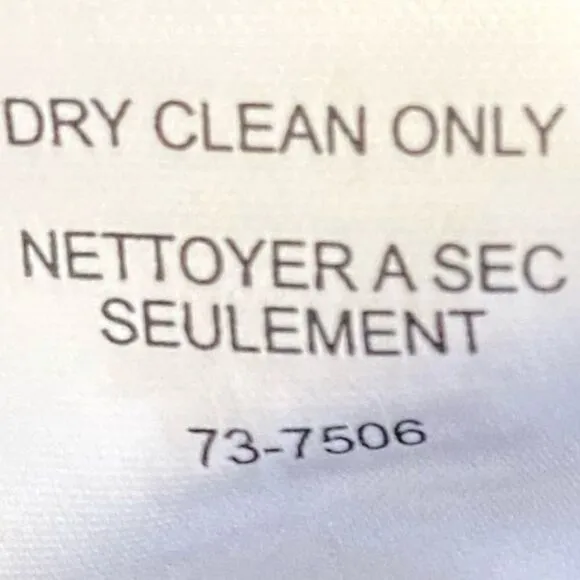 DRY CLEAN ONLY
NETTOYER A SEC
SEULEMENT
73-7506